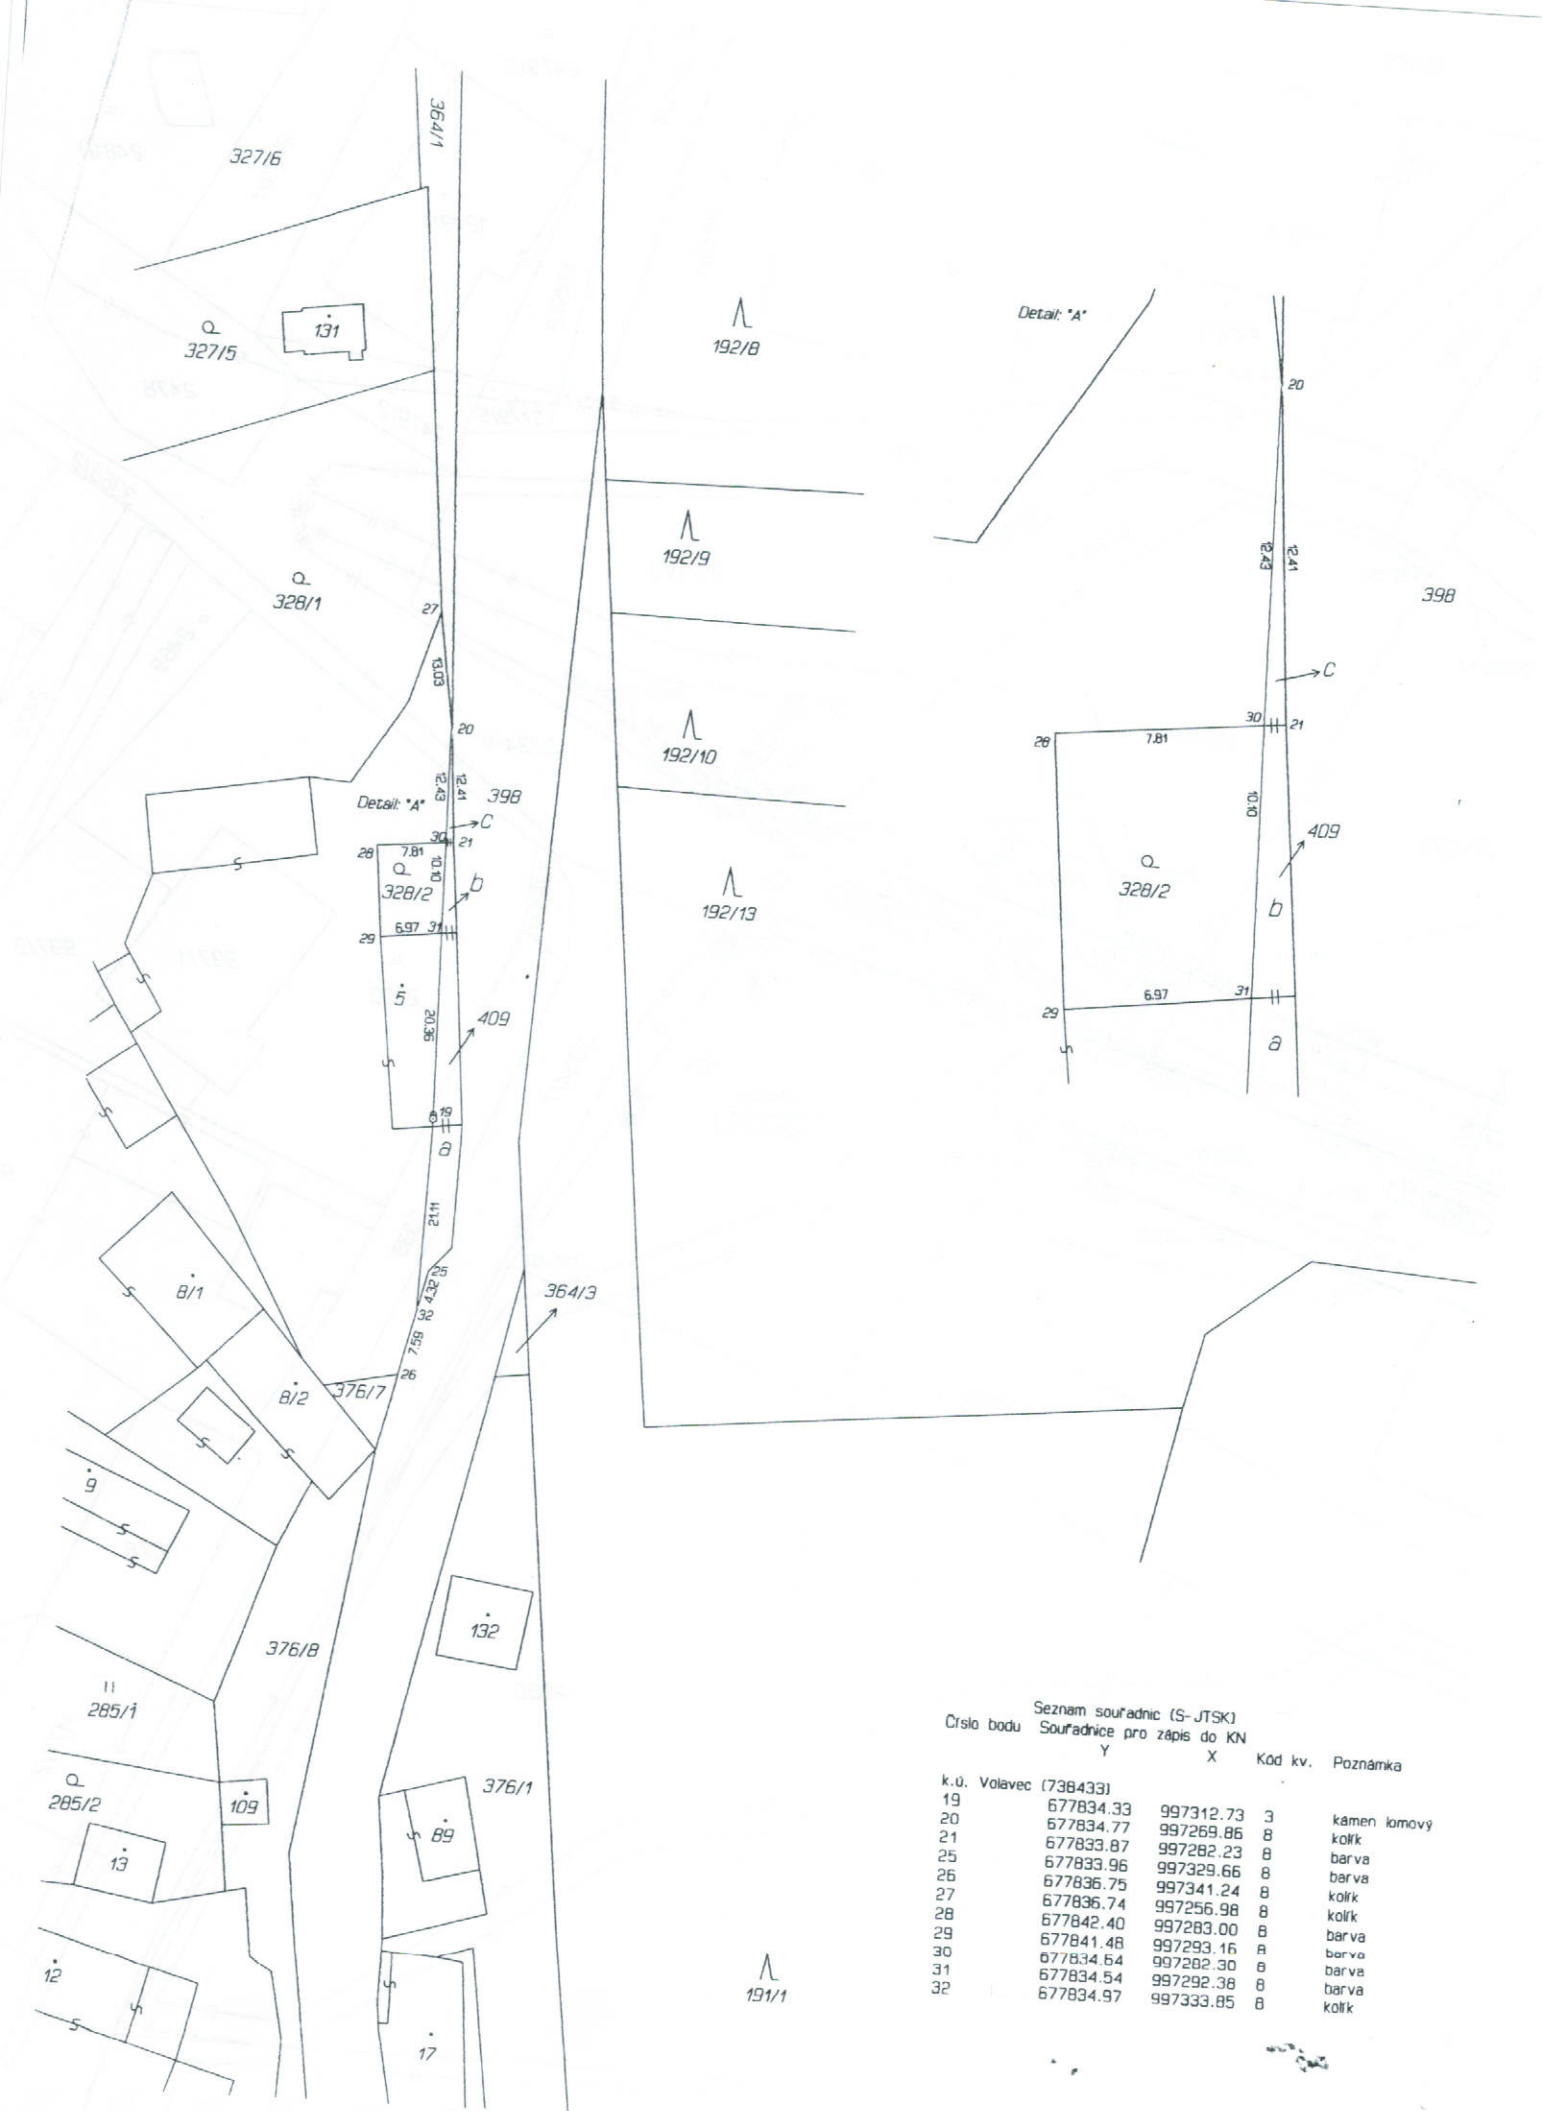 364/1
327/6
327/5
131
192/8
Detail: "A"
20
12.43
12.41
398
C
30
21
28
7.81
10.10
409
328/2
b
6.97
31
29
a
192/9
328/1
27
13.03
20
192/10
12.43
12.41
398
Detail: "A"
C
30
21
28
7.81
10.10
328/2
b
6.97
31
29
192/13
5
20.36
409
19
a
21.11
25
4.32
32
7.59
26
364/3
8/1
8/2
376/7
9
132
376/8
285/1
285/2
109
376/1
89
13
12
17
191/1
Seznam souřadnic (S-JTSK)
Číslo bodu Souřadnice pro zápis do KN
Y X Kód kv. Poznámka
k.ú. Volavec (738433)
19 677834.33 997312.73 3 kámen lomový
20 677834.77 997269.86 8 kolík
21 677833.87 997282.23 8 barva
25 677833.96 997329.66 8 barva
26 677836.75 997341.24 8 kolík
27 677836.74 997256.98 8 kolík
28 677842.40 997283.00 8 barva
29 677841.48 997293.16 8 barva
30 677834.64 997282.30 8 barva
31 677834.54 997292.38 8 barva
32 677834.97 997333.85 8 kolík